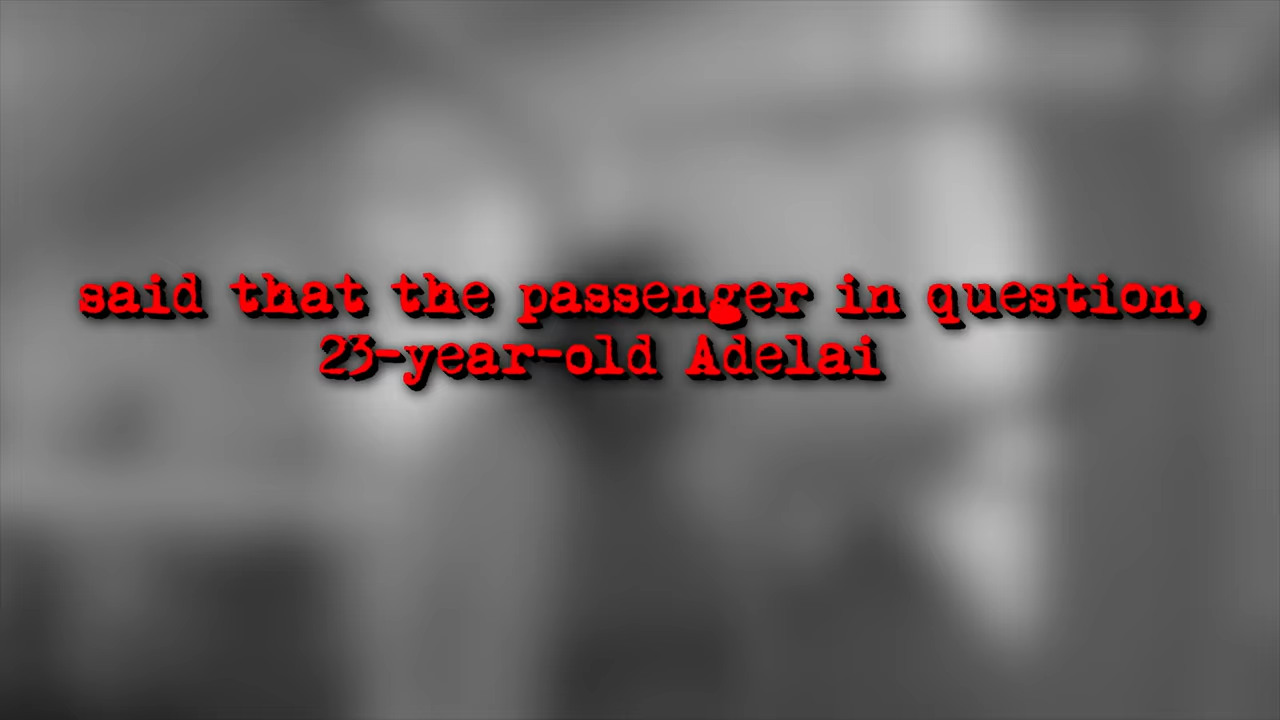 said that the passenger in question,
23-year-old Adelai